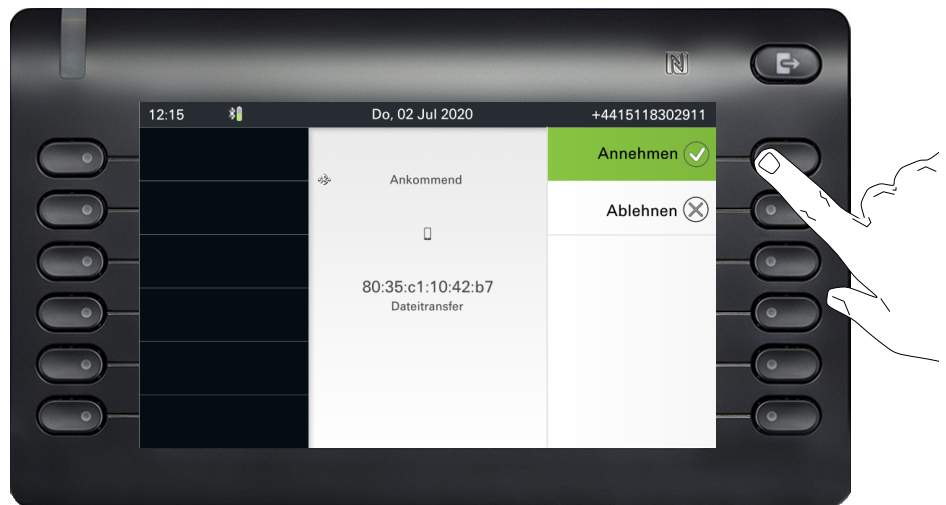 12:15 Do, 02 Jul 2020 +4415118302911
Annehmen
Ankommend
Ablehnen
80:35:c1:10:42:b7
Dateitransfer